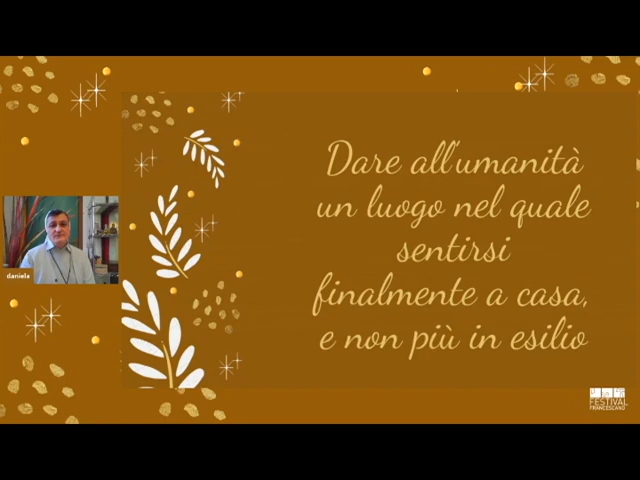 Dare all'umanità
un luogo nel quale
sentirsi
finalmente a casa,
e non più in esilio
daniela
FESTIVAL
FRANCESCANO